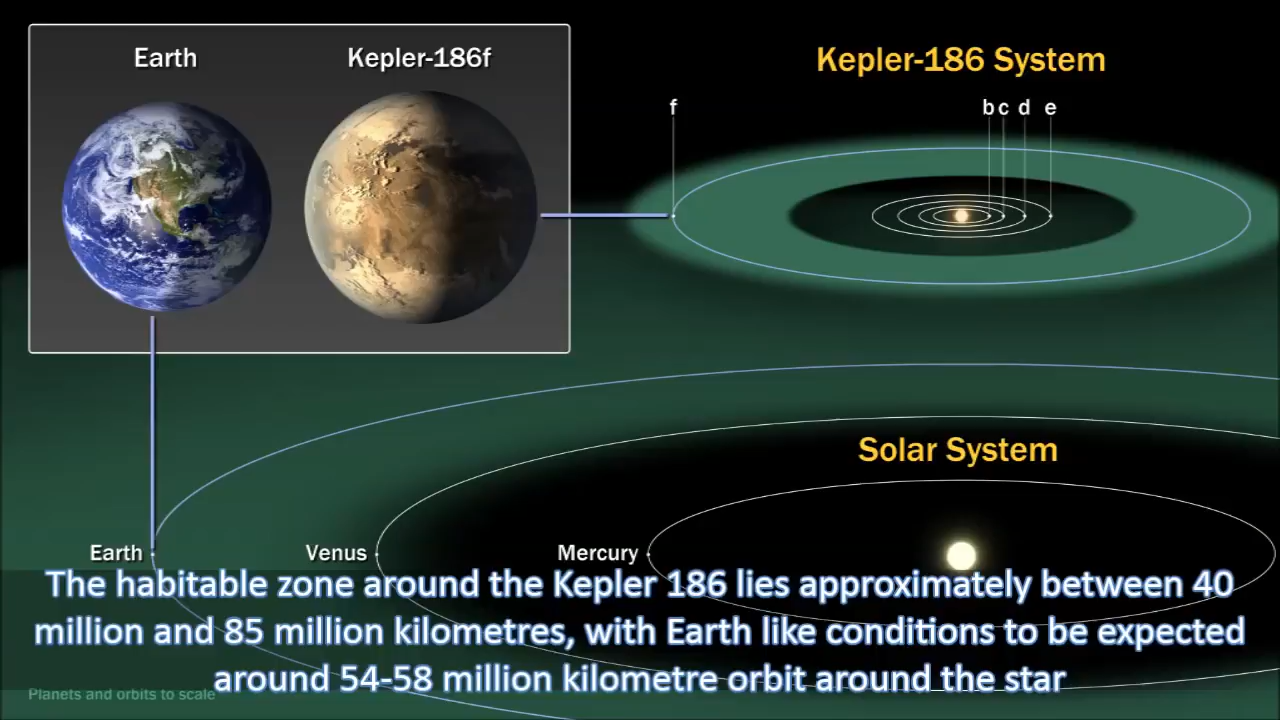 Earth
Kepler-186f
Kepler-186 System
f
b c d e
Solar System
Earth
Venus
Mercury
The habitable zone around the Kepler 186 lies approximately between 40
million and 85 million kilometres, with Earth like conditions to be expected
around 54-58 million kilometre orbit around the star
Planets and orbits to scale